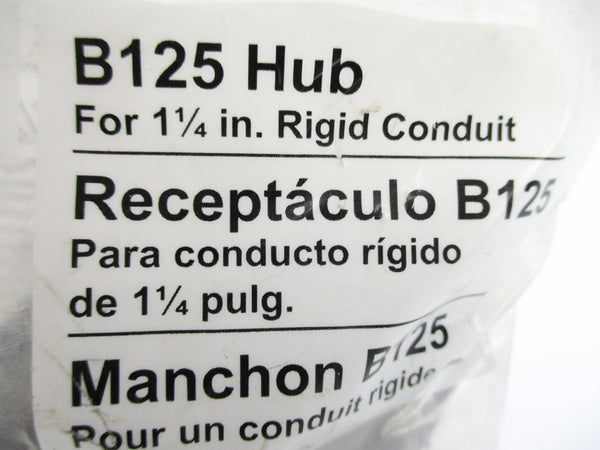 B125 Hub
For 1¼ in. Rigid Conduit
Receptáculo B125
Para conducto rígido
de 1¼ pulg.
Manchon B125
Pour un conduit rigide